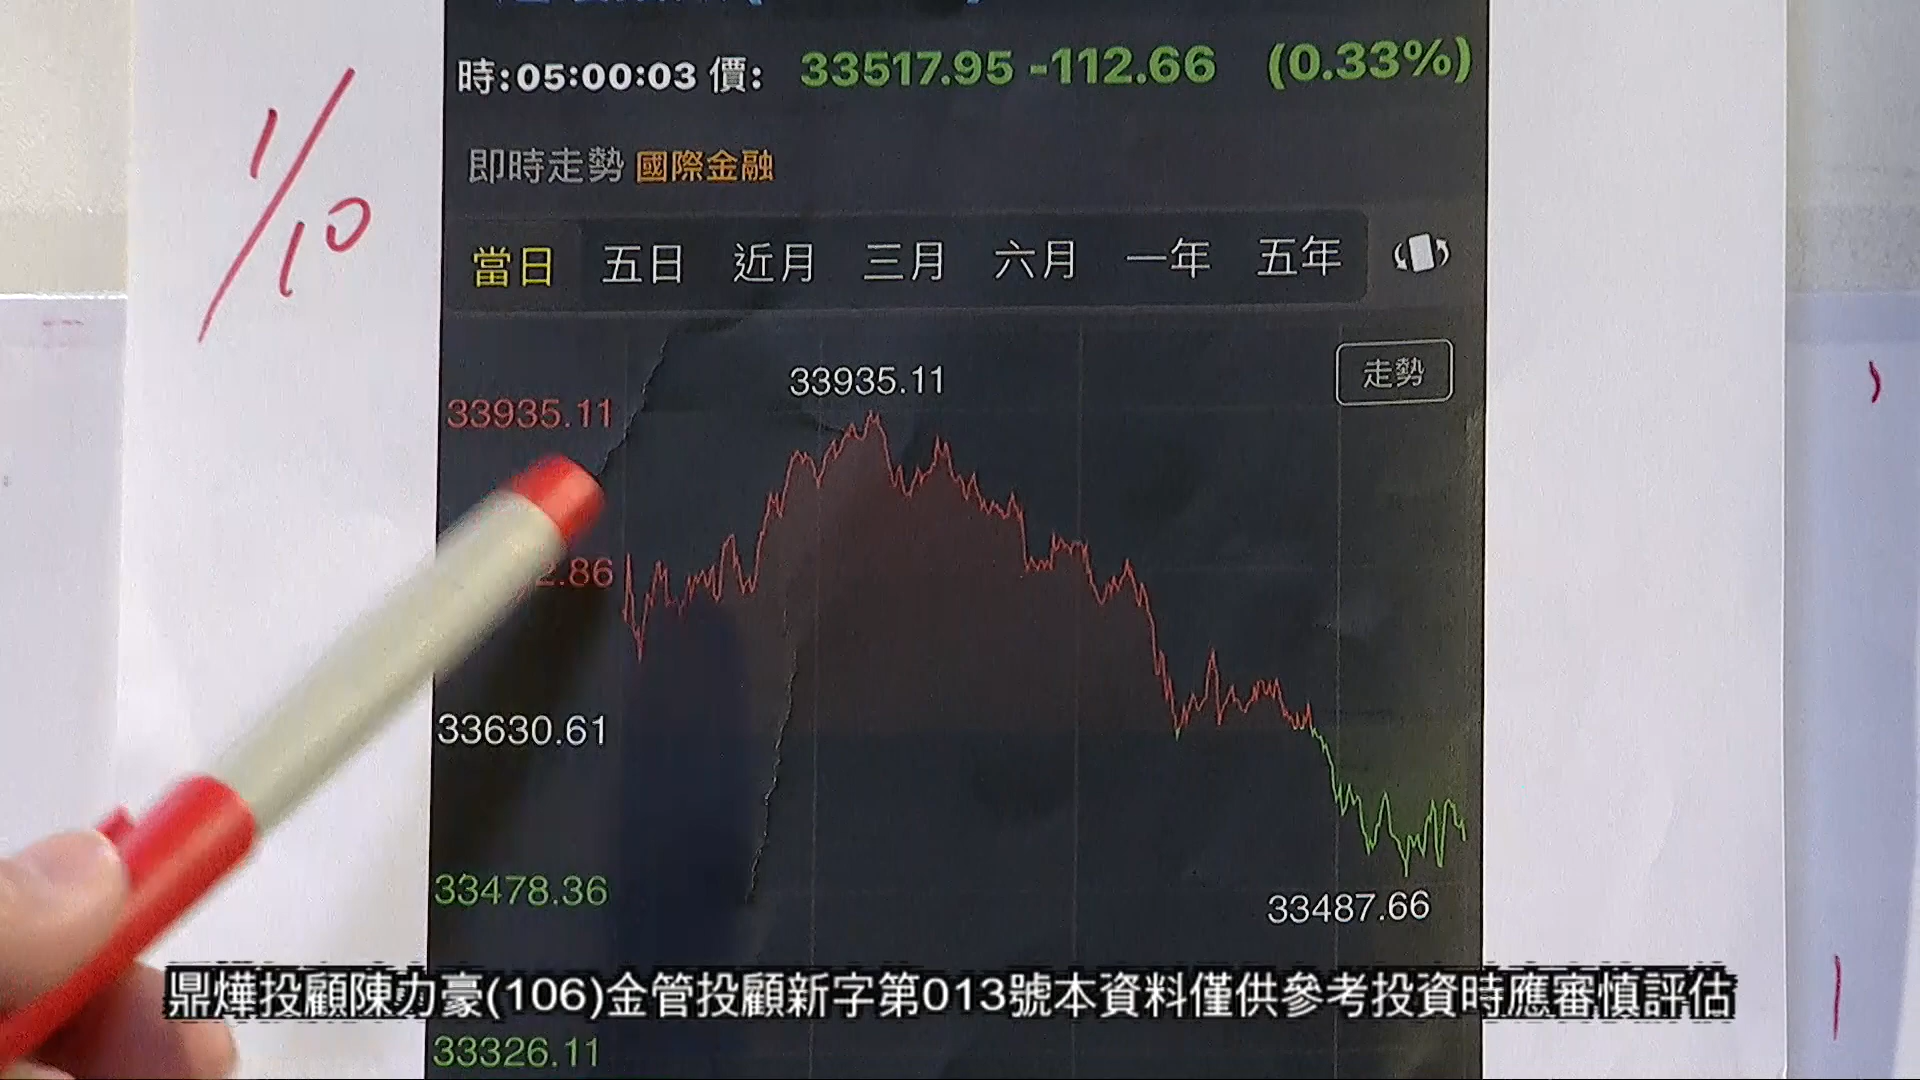 時:05:00:03 價: 33517.95 -112.66 (0.33%)
1/10
即時走勢 國際金融
當日 五日 近月 三月 六月 一年 五年
走勢
33935.11
33935.11
2.86
33630.61
33478.36
33487.66
鼎燁投顧陳力豪(106)金管投顧新字第013號本資料僅供參考投資時應審慎評估
33326.11